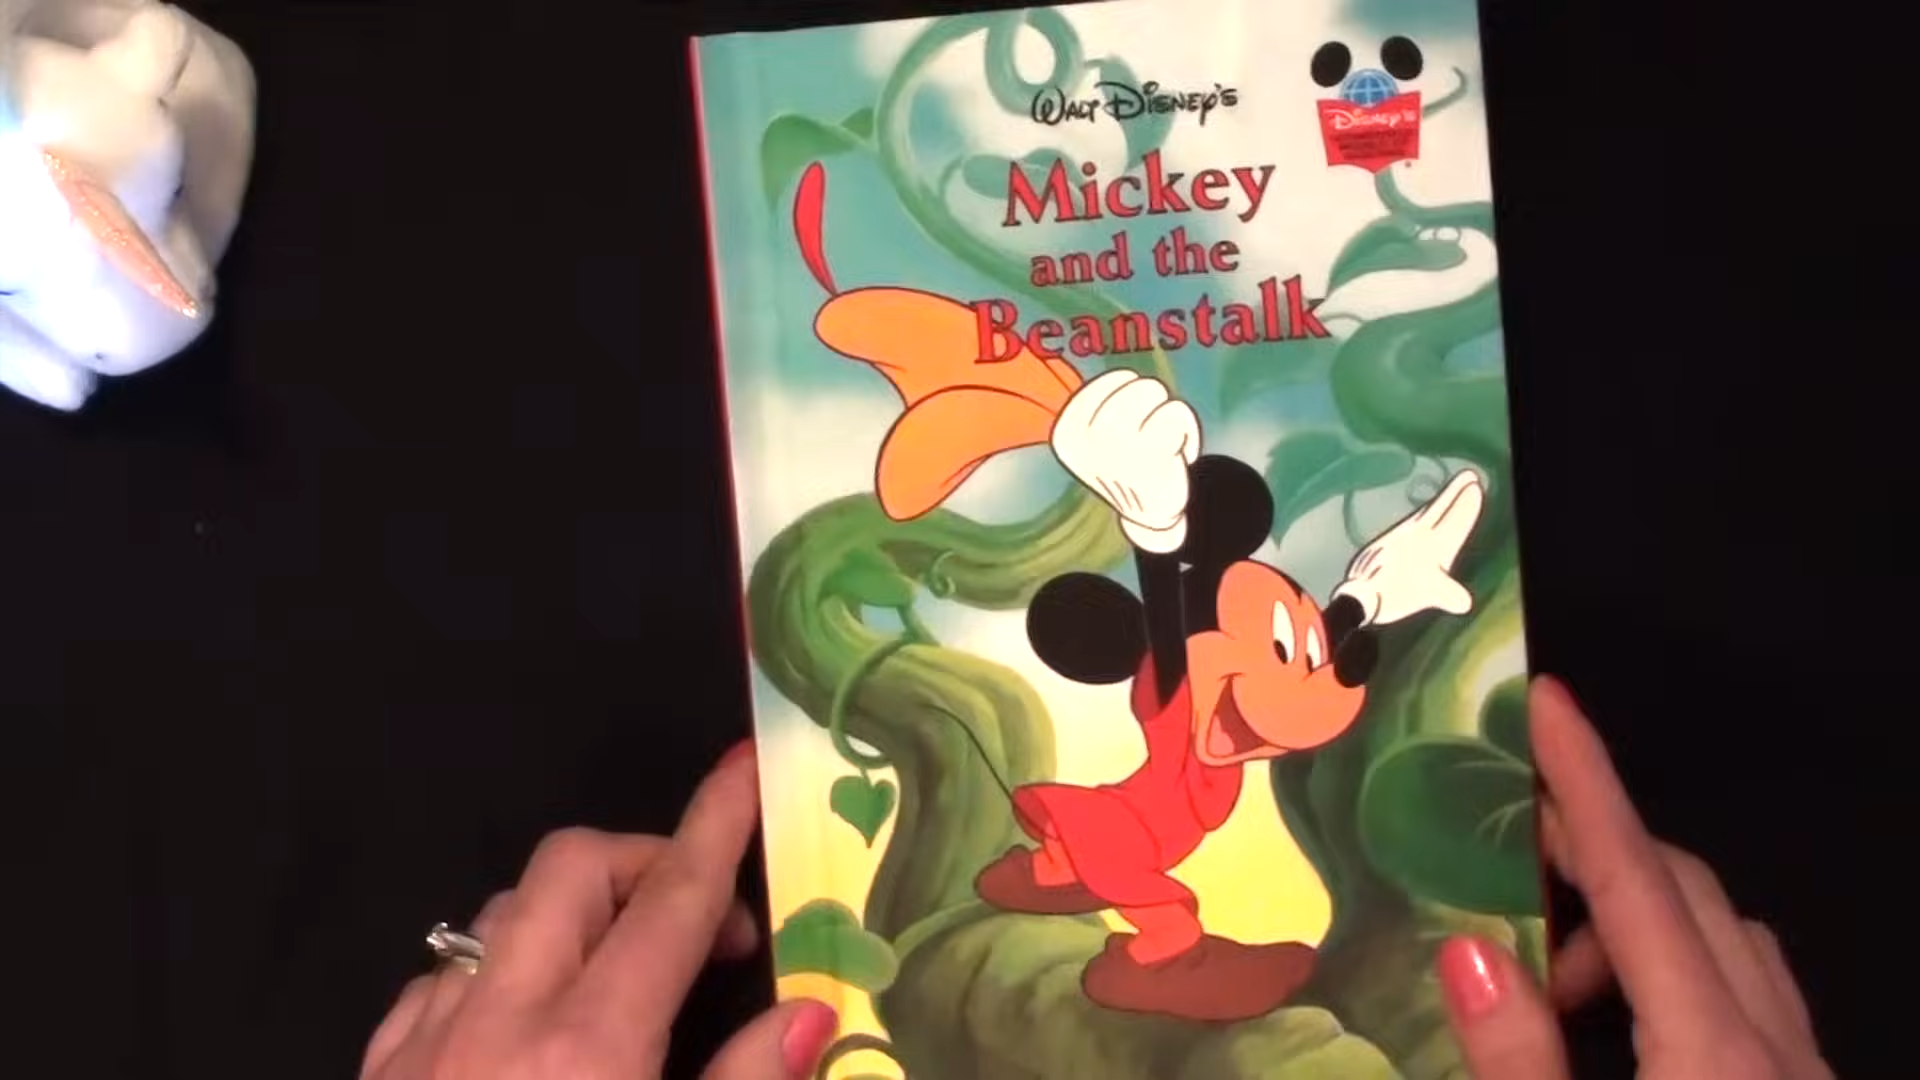 Walt Disney's
Mickey
and the
Beanstalk
Disney's